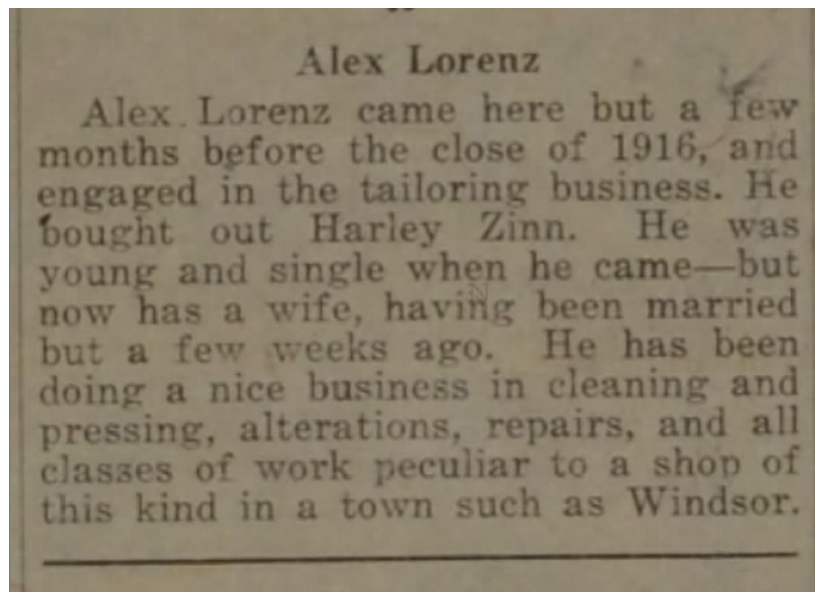 Alex Lorenz
Alex Lorenz came here but a few
months before the close of 1916, and
engaged in the tailoring business. He
bought out Harley Zinn. He was
young and single when he came—but
now has a wife, having been married
but a few weeks ago. He has been
doing a nice business in cleaning and
pressing, alterations, repairs, and all
classes of work peculiar to a shop of
this kind in a town such as Windsor.